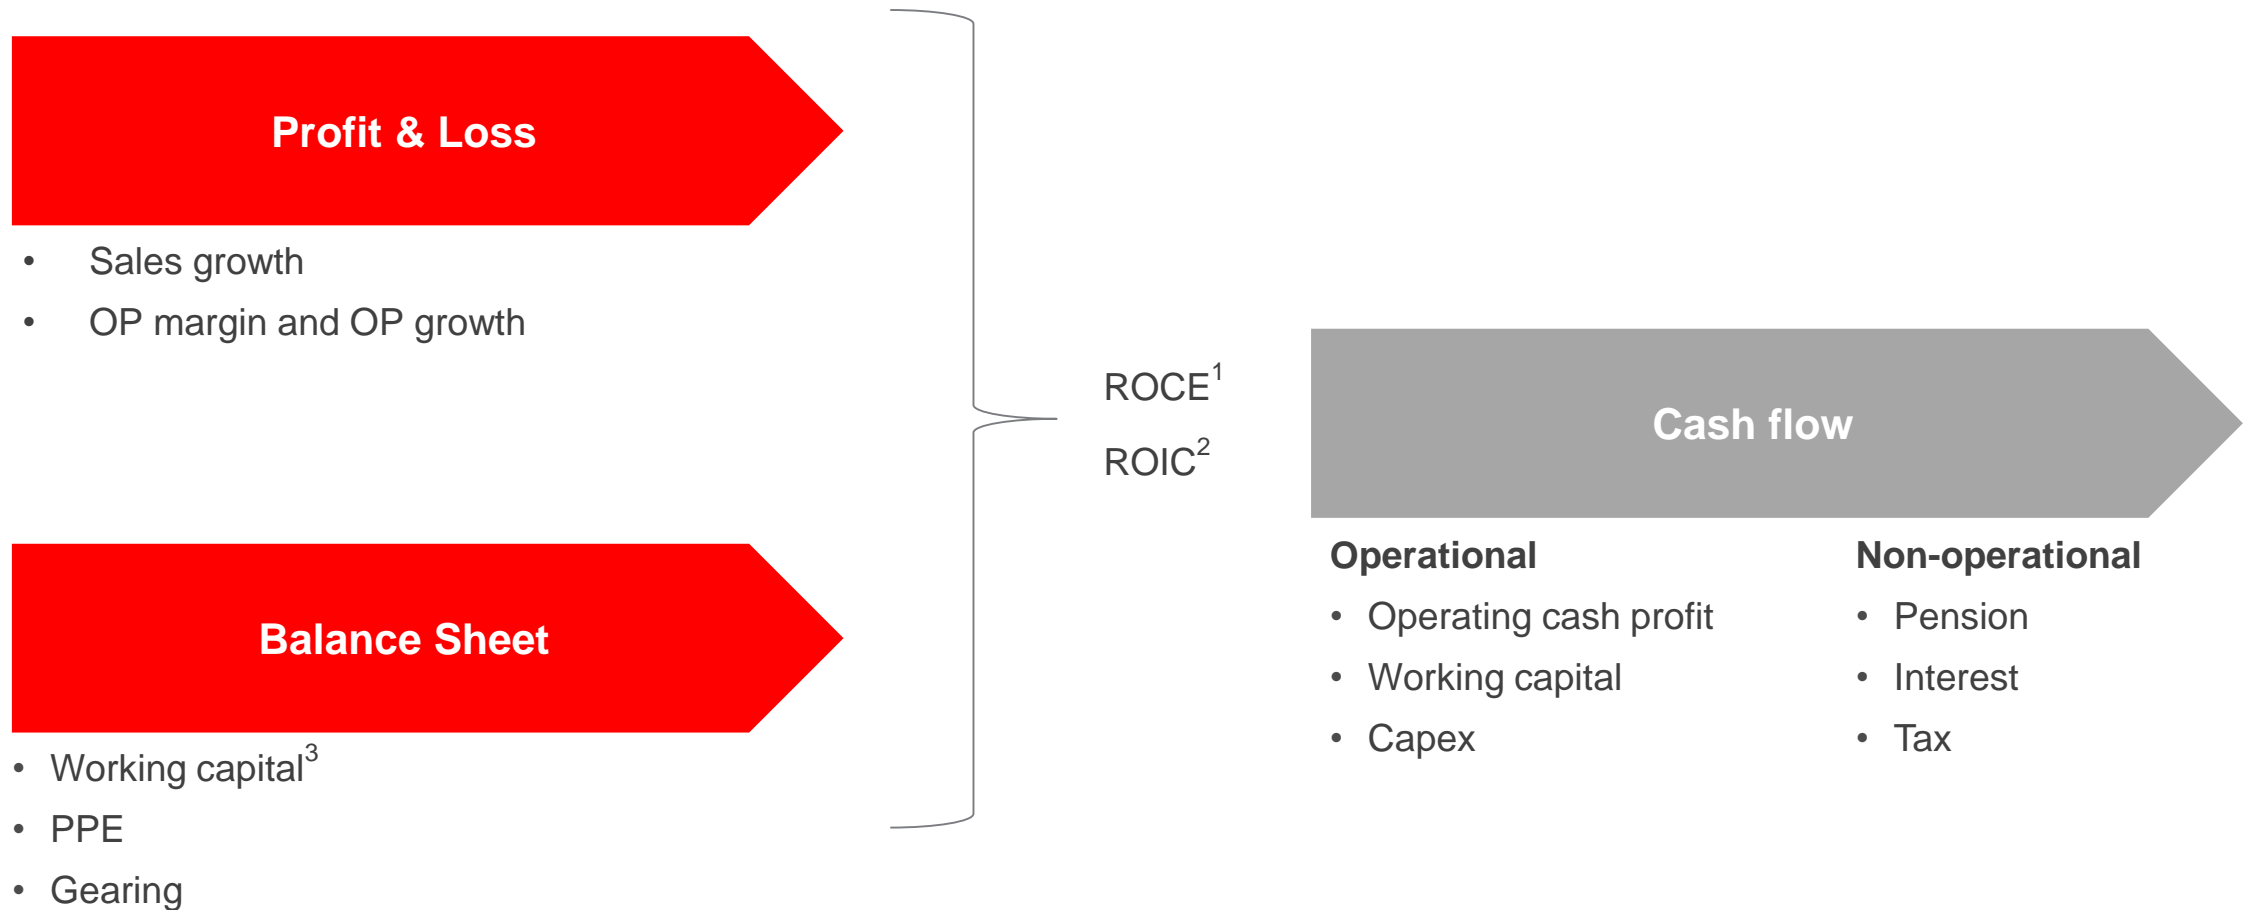 Profit & Loss
• Sales growth
• OP margin and OP growth
Balance Sheet
• Working capital³
• PPE
• Gearing
ROCE¹
ROIC²
Cash flow
Operational
• Operating cash profit
• Working capital
• Capex
Non-operational
• Pension
• Interest
• Tax